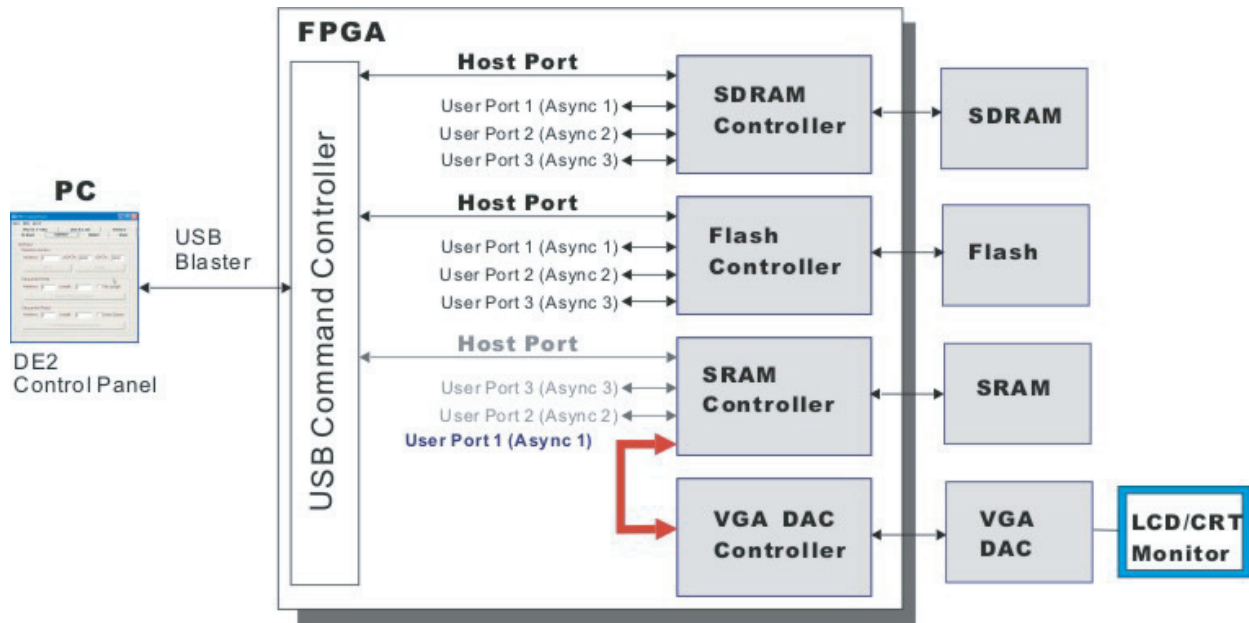 FPGA
Host Port
User Port 1 (Async 1)
User Port 2 (Async 2)
User Port 3 (Async 3)
SDRAM
Controller
SDRAM
PC
USB
Blaster
DE2
Control Panel
USB Command Controller
Host Port
User Port 1 (Async 1)
User Port 2 (Async 2)
User Port 3 (Async 3)
Flash
Controller
Flash
Host Port
User Port 3 (Async 3)
User Port 2 (Async 2)
User Port 1 (Async 1)
SRAM
Controller
SRAM
VGA DAC
Controller
VGA
DAC
LCD/CRT
Monitor